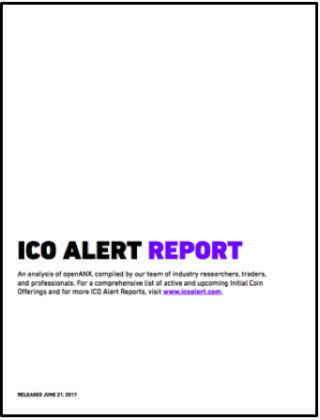 ICO ALERT REPORT
An analysis of openANX, compiled by our team of industry researchers, traders,
and professionals. For a comprehensive list of active and upcoming Initial Coin
Offerings and for more ICO Alert Reports, visit www.icoalert.com.
RELEASED JUNE 21, 2017